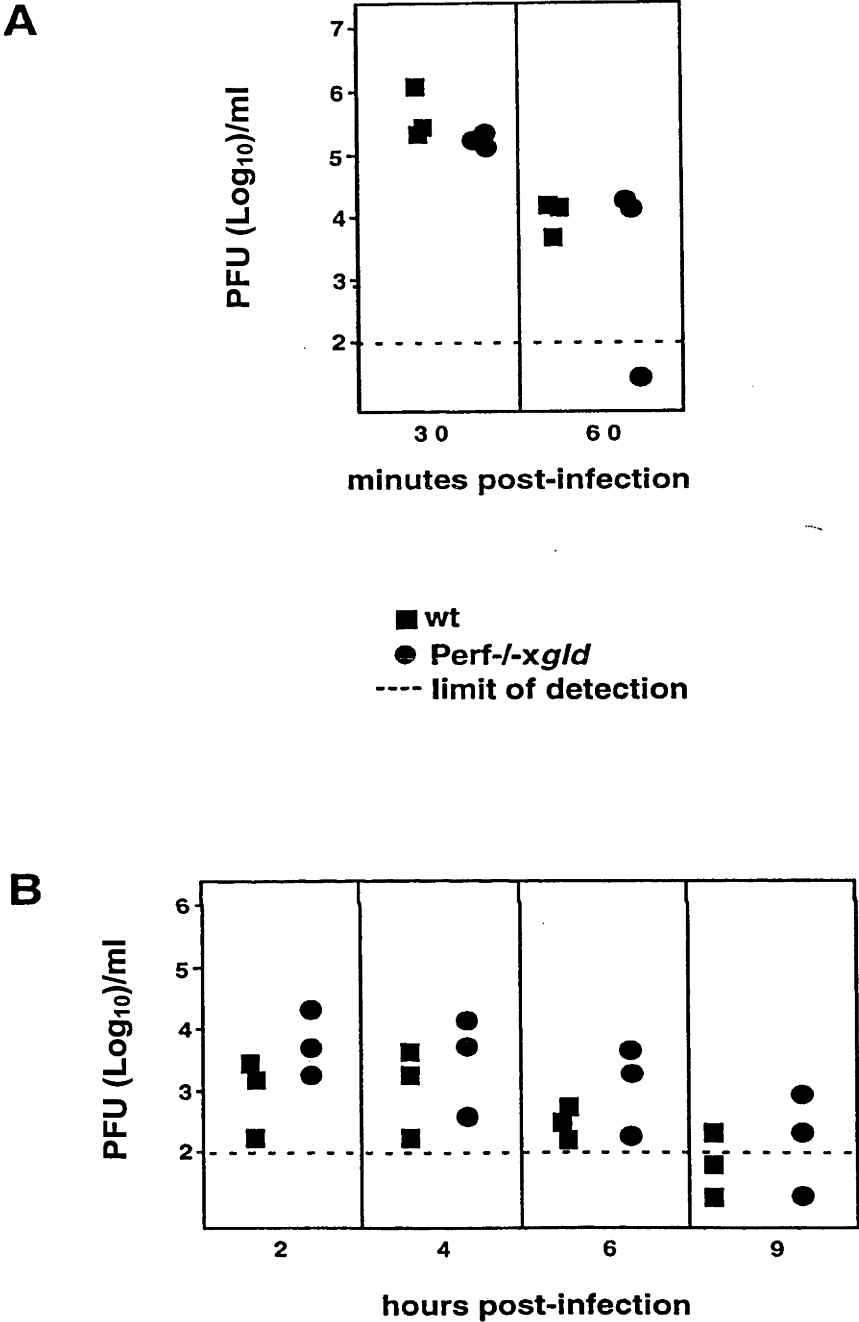 A
7
6
5
4
3
2
PFU (Log10)/ml
30 60
minutes post-infection
wt
Perf-/-xgld
---- limit of detection
B
6
5
4
3
2
PFU (Log10)/ml
2 4 6 9
hours post-infection